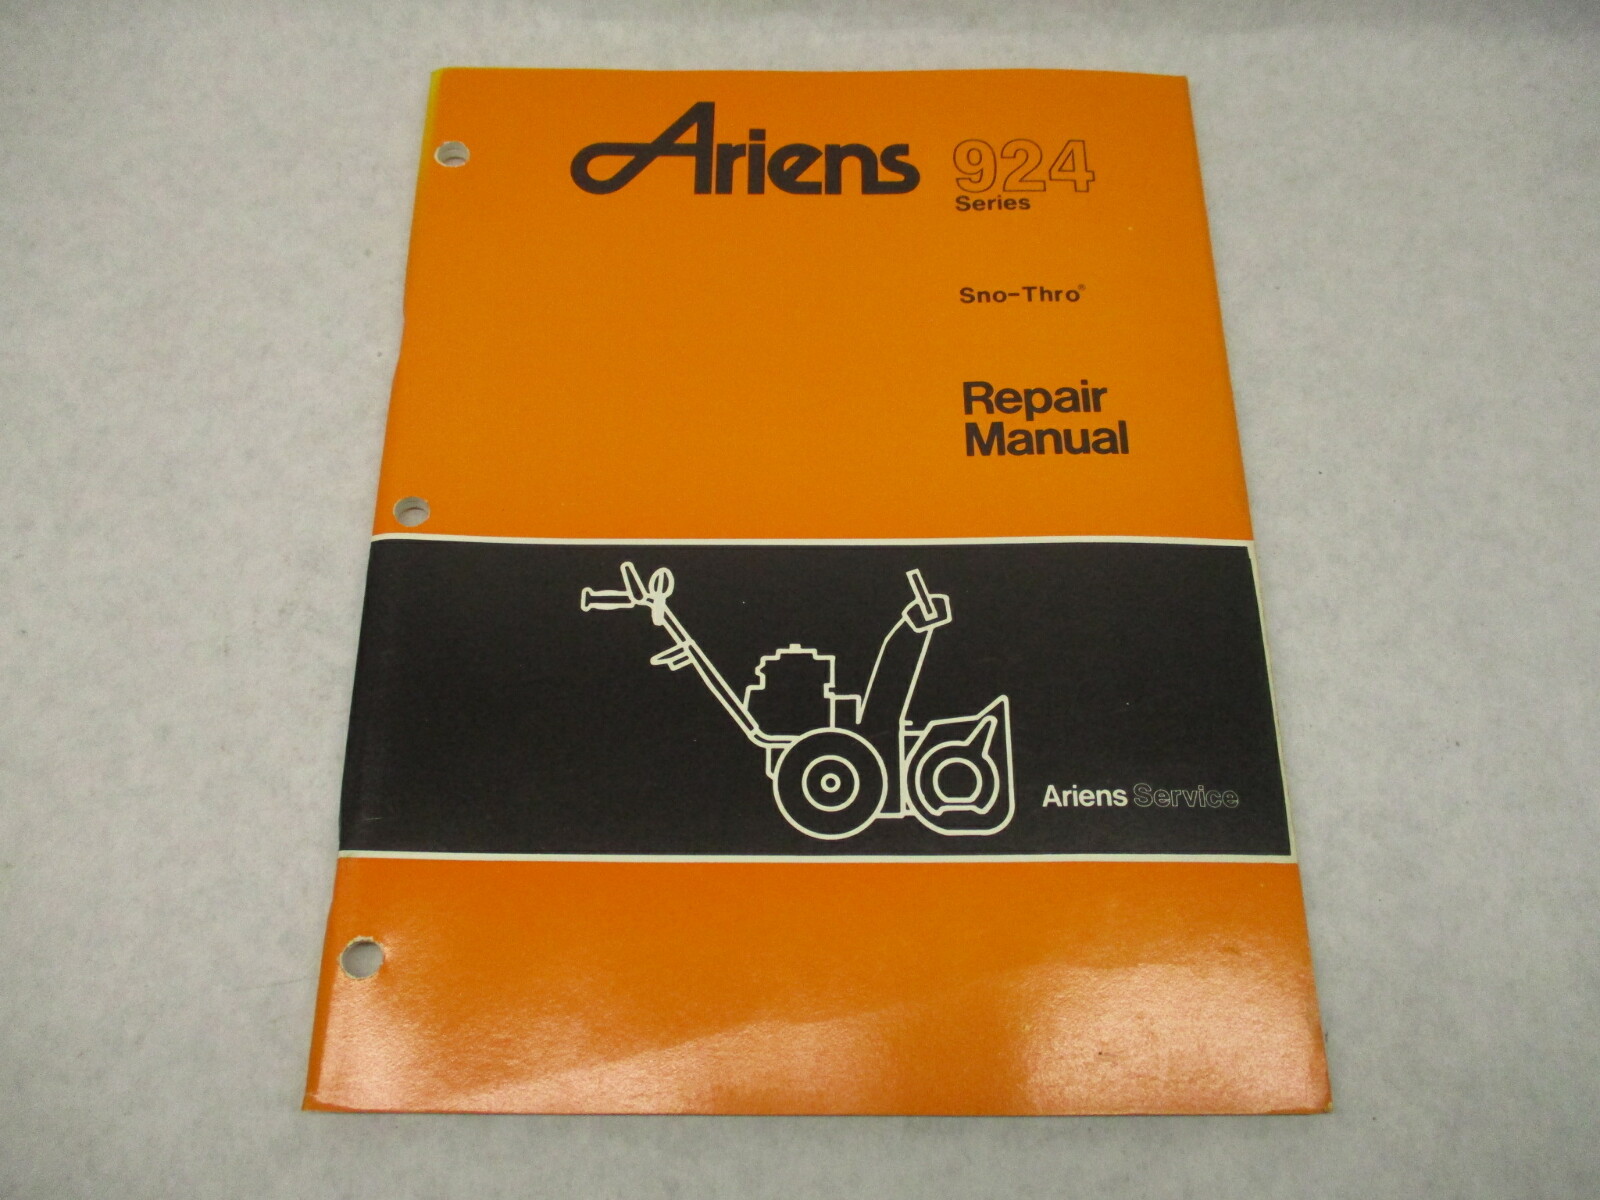 Ariens 924
Series
Sno-Thro®
Repair
Manual
Ariens Service